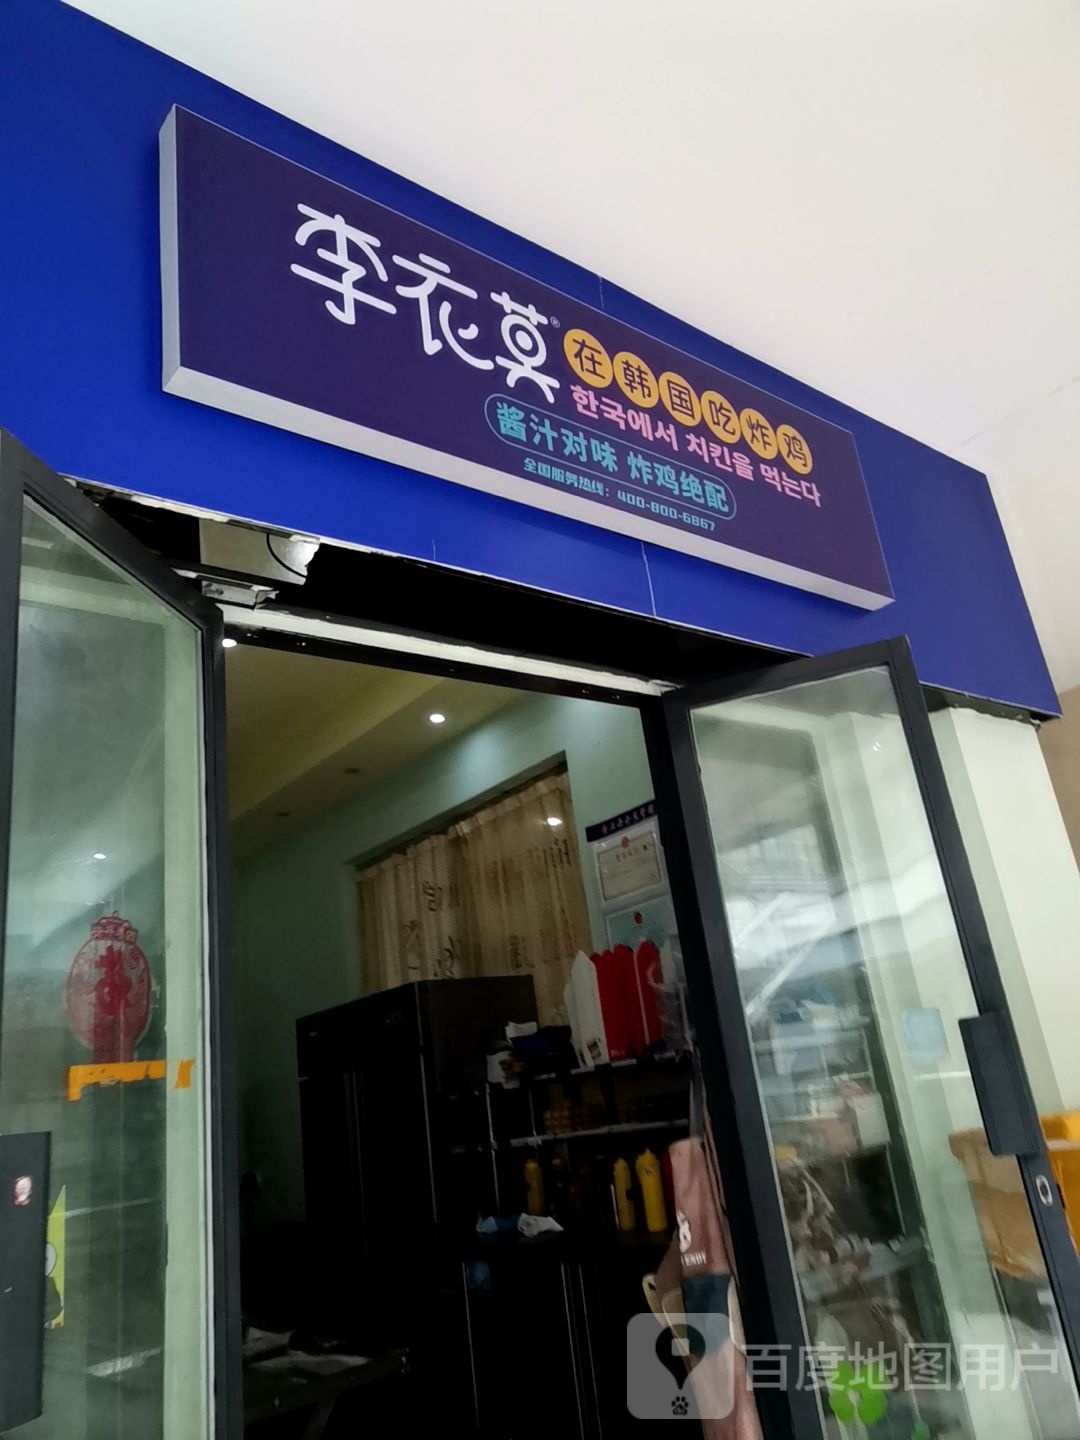 李衣莫®
在韩国吃炸鸡
한국에서 치킨을 먹는다
酱汁对味 炸鸡绝配
全国服务热线：400-800-6867
百度地图用户